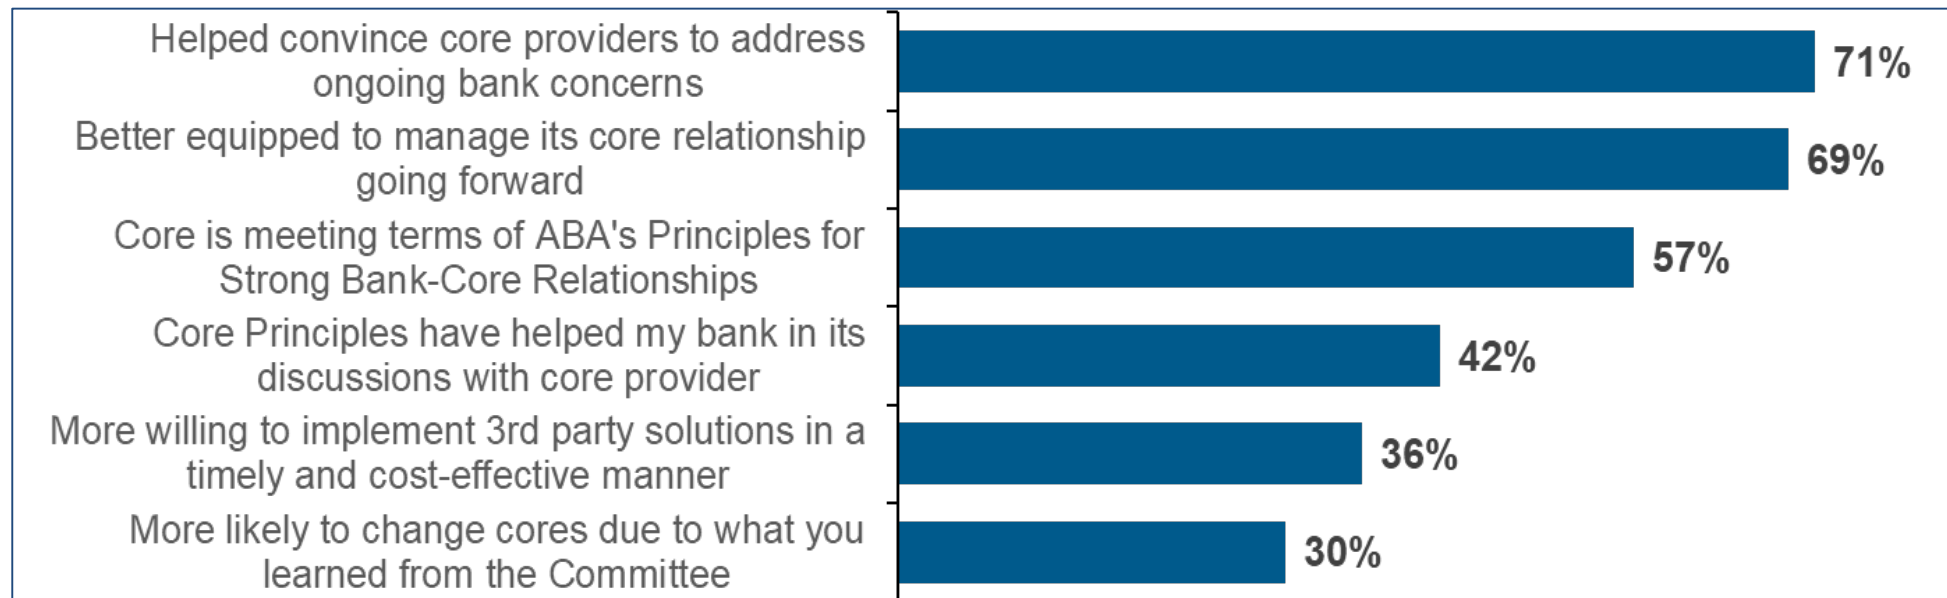 Helped convince core providers to address
ongoing bank concerns
71%
Better equipped to manage its core relationship
going forward
69%
Core is meeting terms of ABA's Principles for
Strong Bank-Core Relationships
57%
Core Principles have helped my bank in its
discussions with core provider
42%
More willing to implement 3rd party solutions in a
timely and cost-effective manner
36%
More likely to change cores due to what you
learned from the Committee
30%